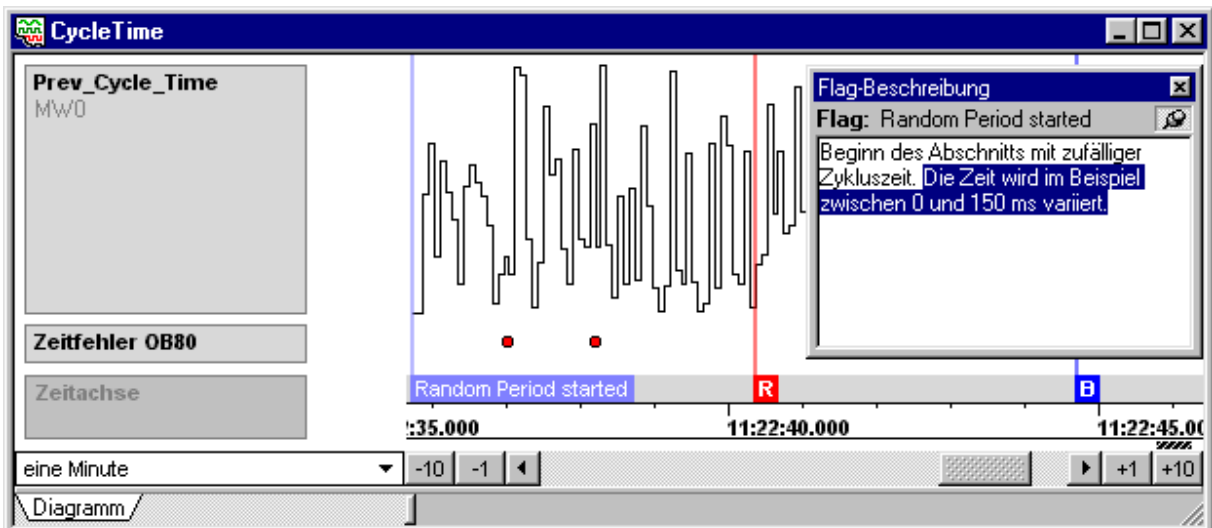 CycleTime
Prev_Cycle_Time
MW0
Flag-Beschreibung
Flag: Random Period started
Beginn des Abschnitts mit zufälliger
Zykluszeit. Die Zeit wird im Beispiel
zwischen 0 und 150 ms variiert.
Zeitfehler OB80
Zeitachse
Random Period started
R
B
:35.000
11:22:40.000
11:22:45.00
eine Minute
-10
-1
+1
+10
Diagramm